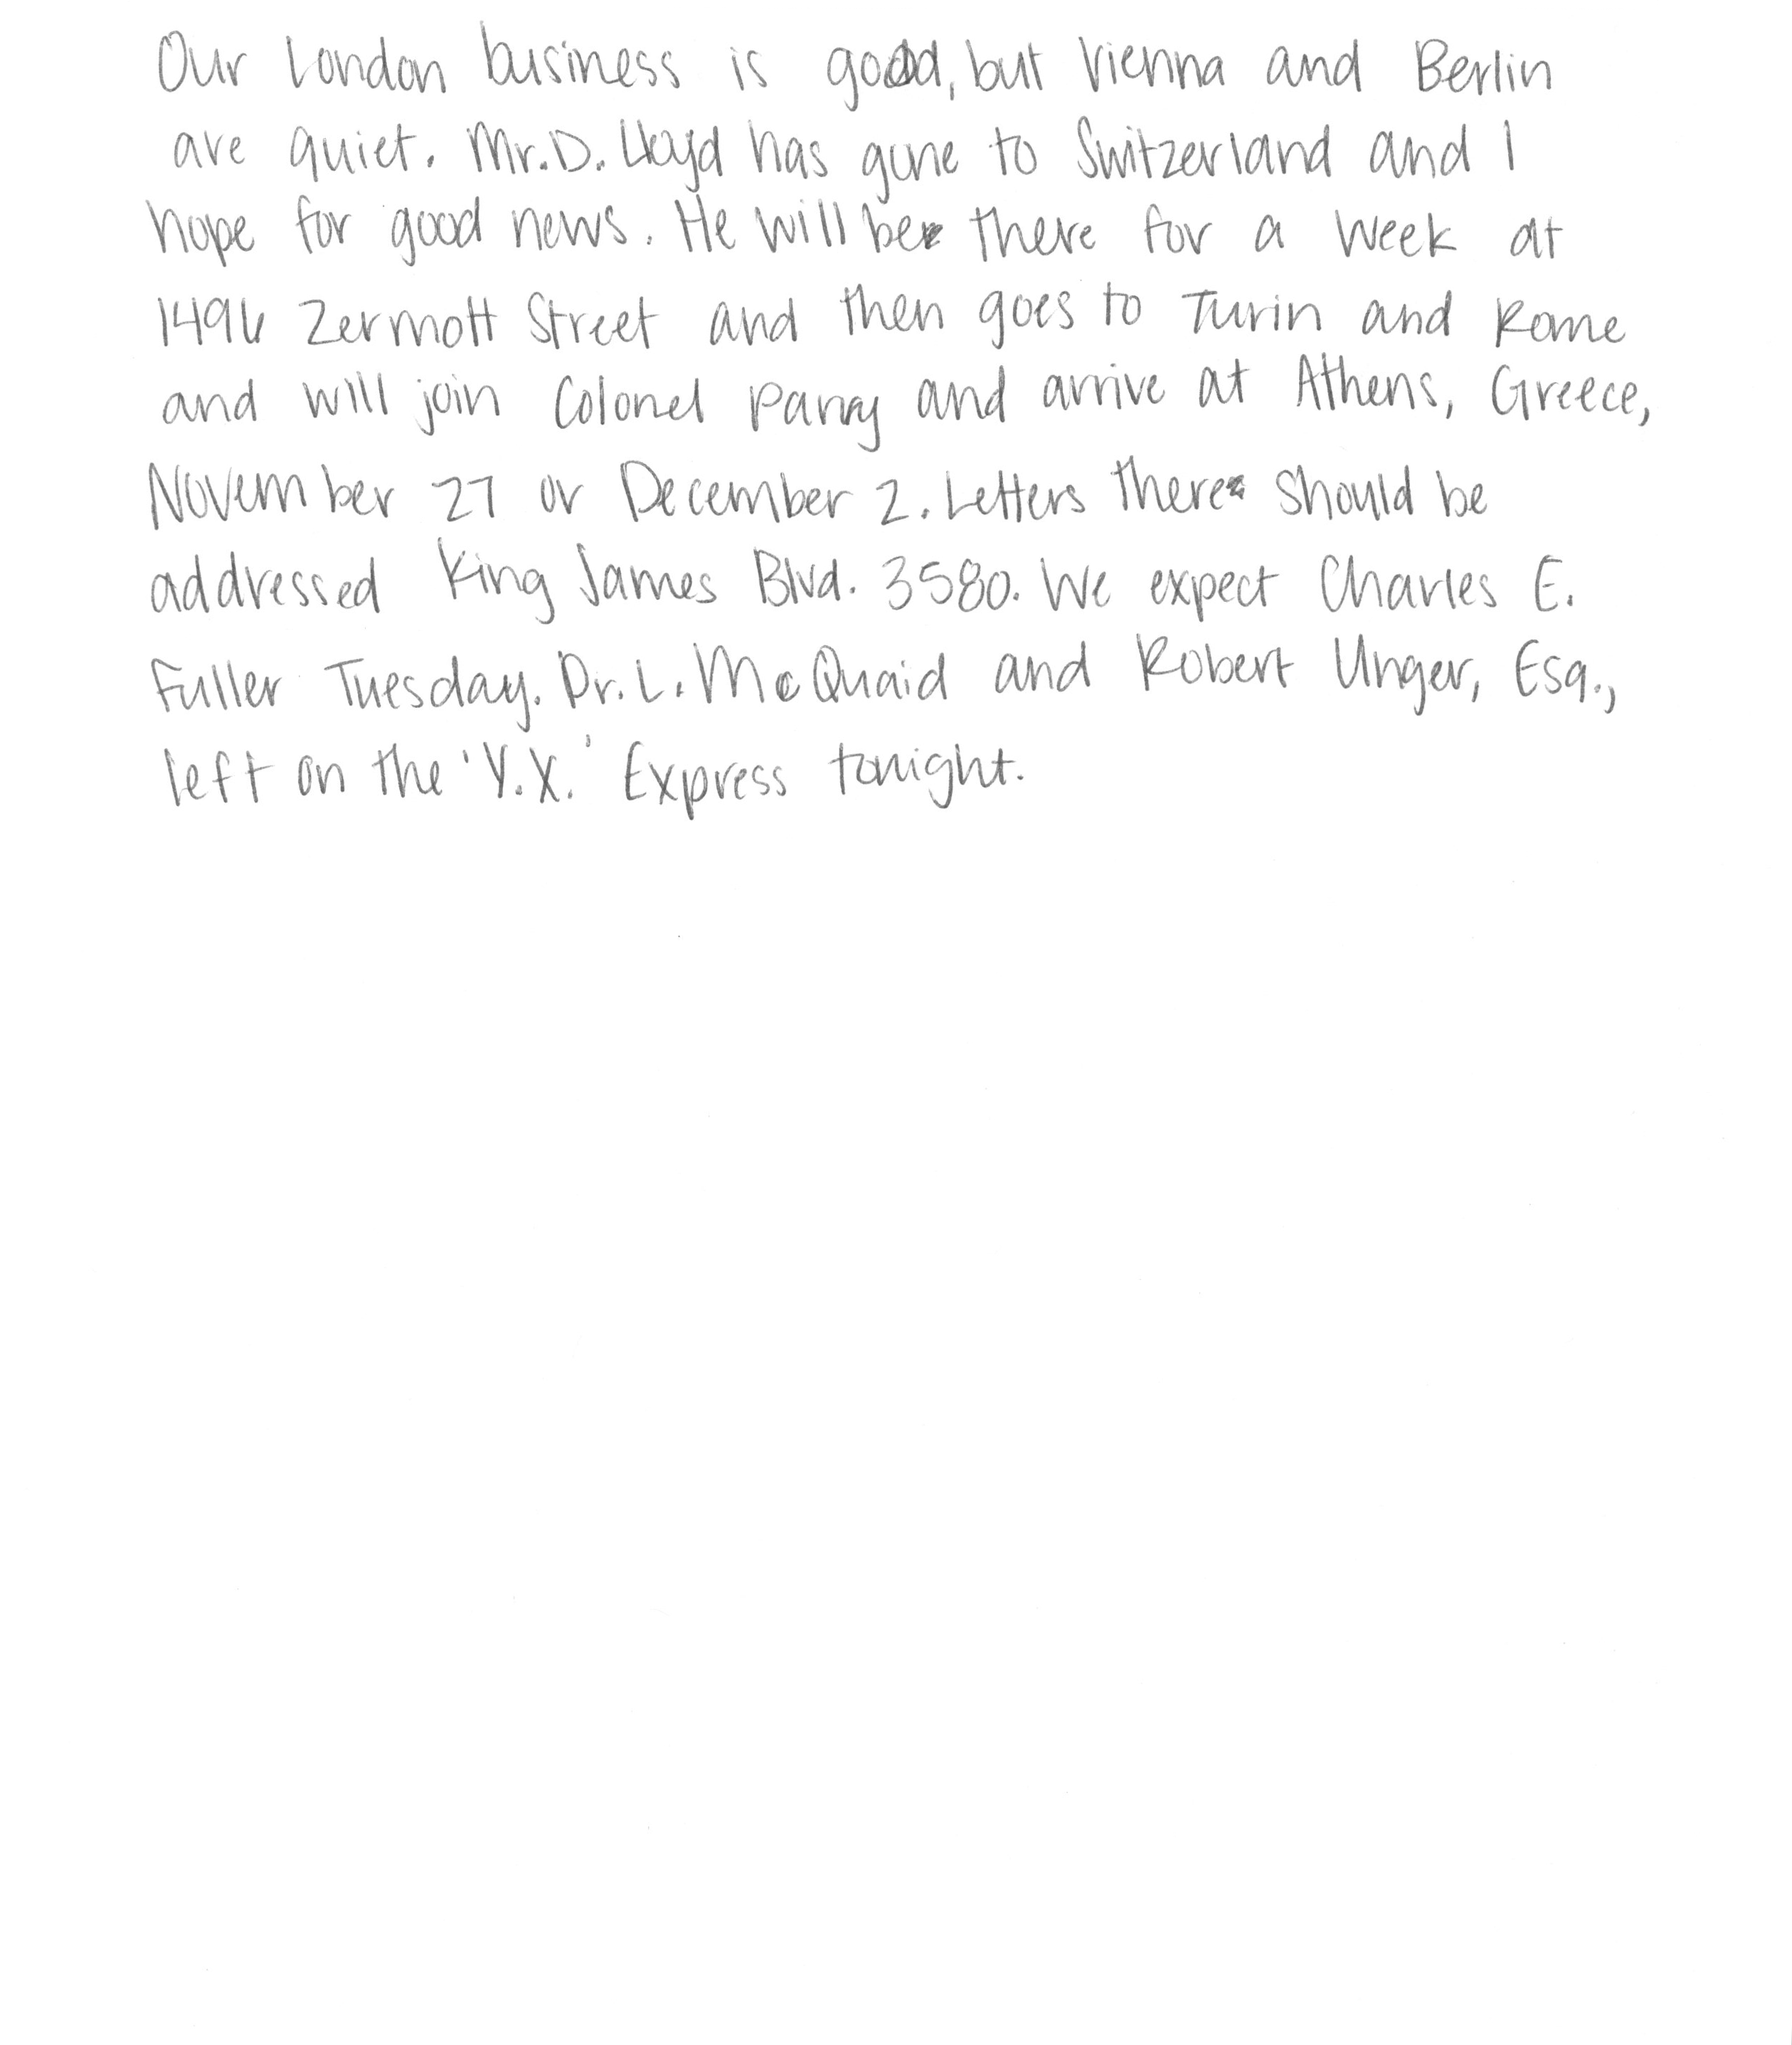 Our London business is good, but Vienna and Berlin
are quiet. Mr. D. Lloyd has gone to Switzerland and I
hope for good news. He will be there for a week at
1496 Zermott Street and then goes to Turin and Rome
and will join Colonel Parry and arrive at Athens, Greece,
November 27 or December 2. Letters there should be
addressed King James Blvd. 3580. We expect Charles E.
Fuller Tuesday. Dr. L. McQuaid and Robert Unger, Esq.,
left on the 'Y.X.' Express tonight.